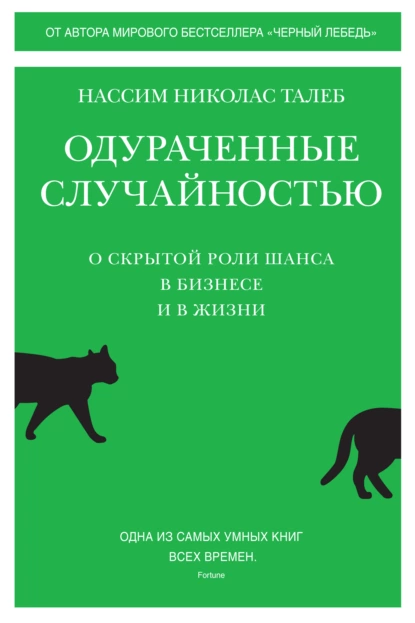 ОТ АВТОРА МИРОВОГО БЕСТСЕЛЛЕРА «ЧЕРНЫЙ ЛЕБЕДЬ»
НАССИМ НИКОЛАС ТАЛЕБ
ОДУРАЧЕННЫЕ
СЛУЧАЙНОСТЬЮ
О СКРЫТОЙ РОЛИ ШАНСА
В БИЗНЕСЕ
И В ЖИЗНИ
ОДНА ИЗ САМЫХ УМНЫХ КНИГ
ВСЕХ ВРЕМЕН.
Fortune